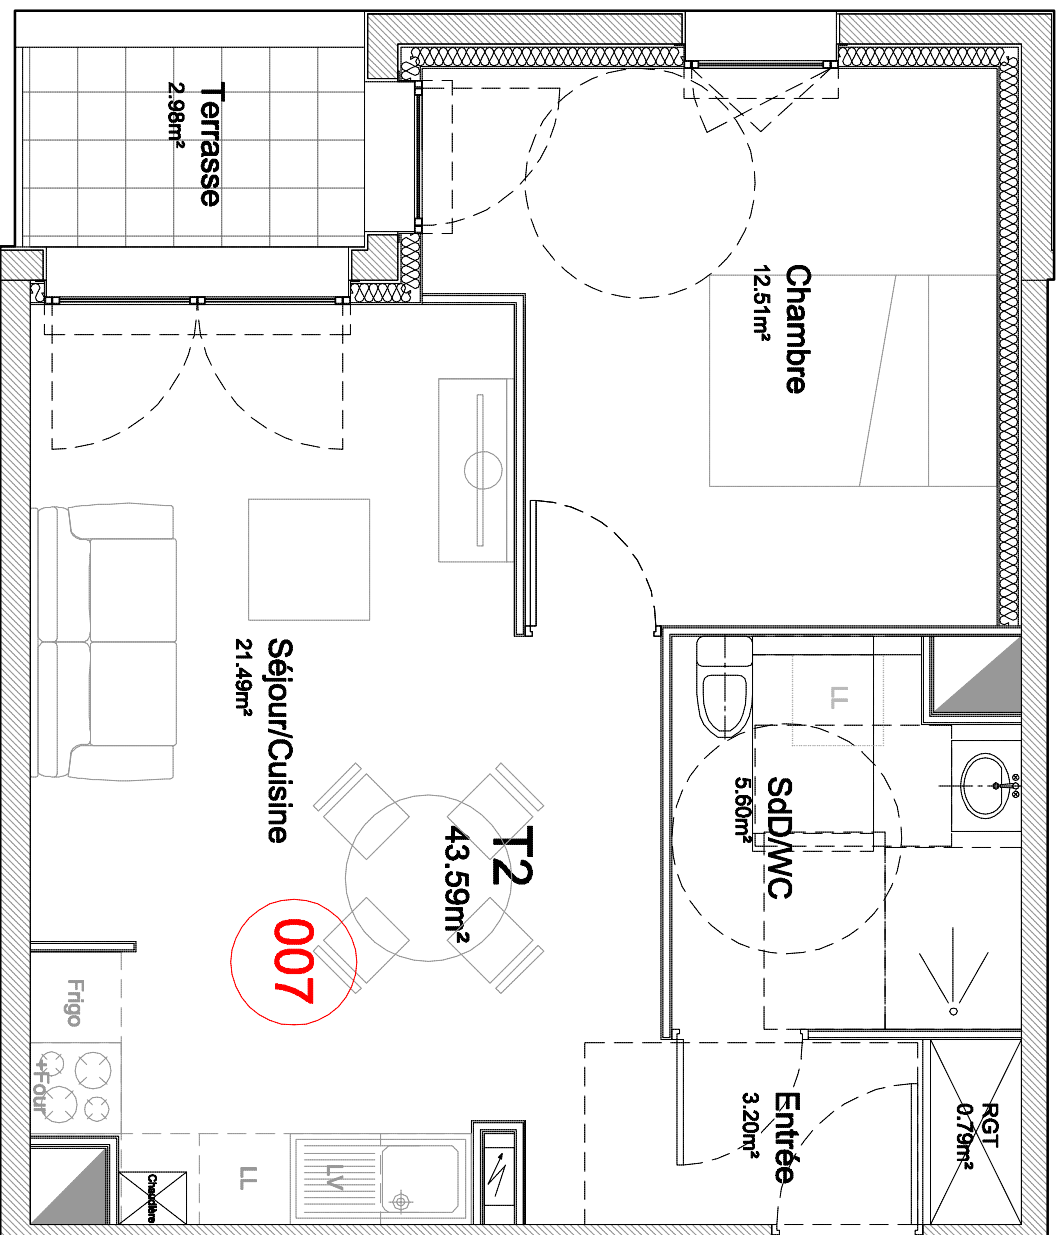 Terrasse
2.98m²
Chambre
12.51m²
Séjour/Cuisine
21.49m²
T2
43.59m²
007
SdD/WC
5.60m²
LL
Entrée
3.20m²
RGT
0.79m²
Frigo
+Four
LL
LV
Chaudière